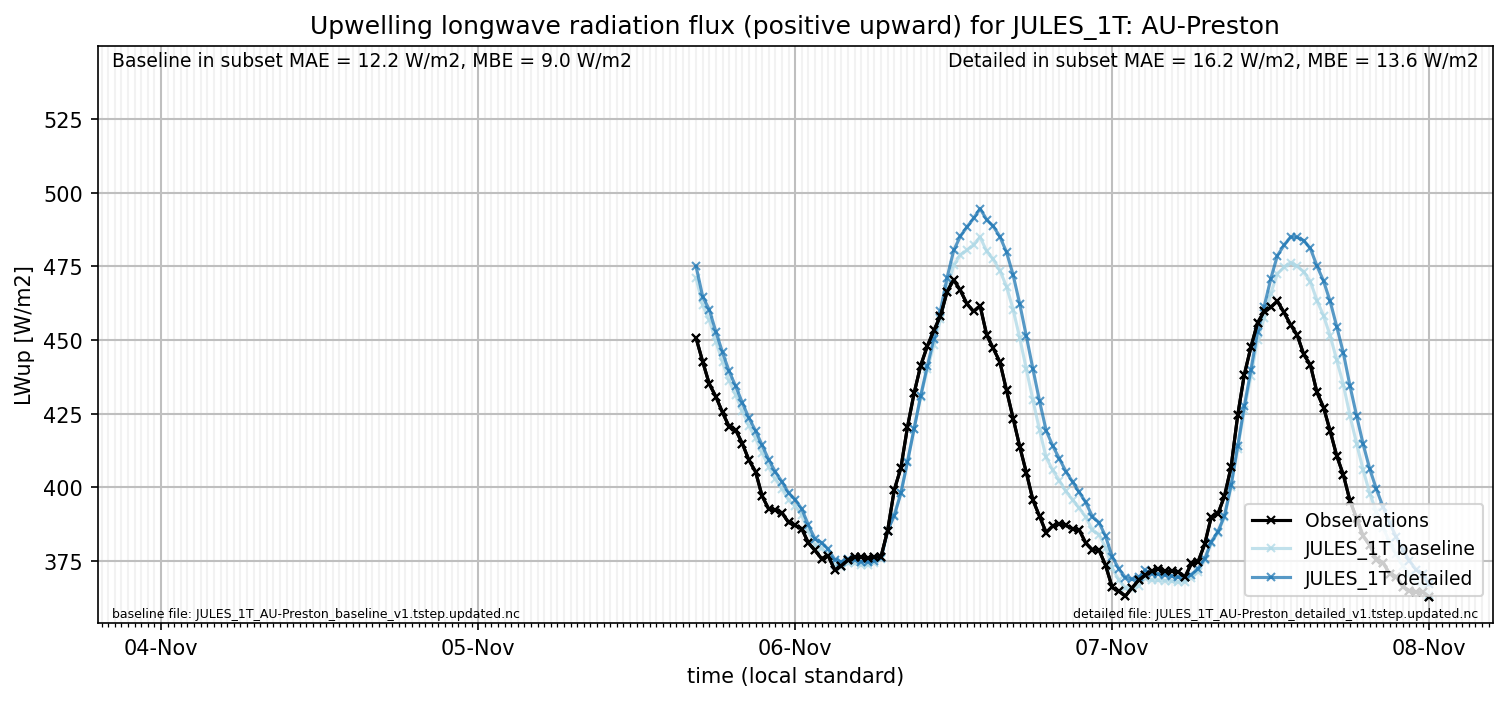 Upwelling longwave radiation flux (positive upward) for JULES_1T: AU-Preston
Baseline in subset MAE = 12.2 W/m2, MBE = 9.0 W/m2
Detailed in subset MAE = 16.2 W/m2, MBE = 13.6 W/m2
LWup [W/m2]
525
500
475
450
425
400
375
Observations
JULES_1T baseline
JULES_1T detailed
baseline file: JULES_1T_AU-Preston_baseline_v1.tstep.updated.nc
detailed file: JULES_1T_AU-Preston_detailed_v1.tstep.updated.nc
04-Nov
05-Nov
06-Nov
07-Nov
08-Nov
time (local standard)